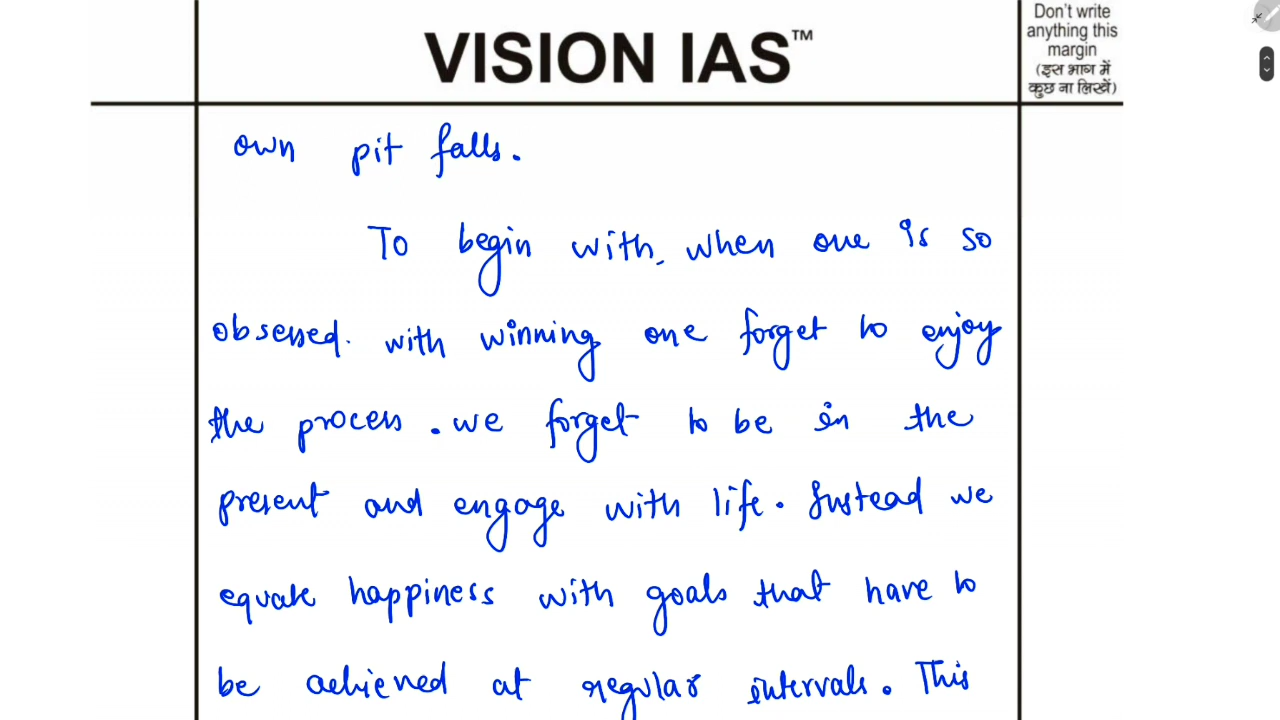 VISION IAS™
Don't write
anything this
margin
(इस भाग में
कुछ ना लिखें)
own pit falls.
To begin with, when one is so
obsessed. with winning one forget to enjoy
the process. we forget to be in the
present and engage with life. Instead we
equate happiness with goals that have to
be achieved at regular intervals. This